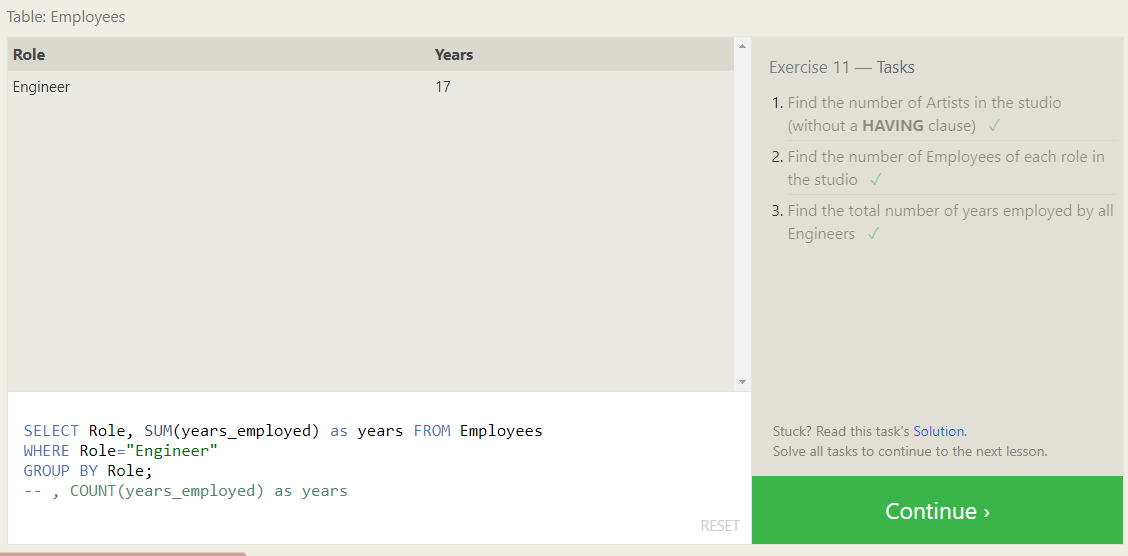 Table: Employees
Role Years
Engineer 17
SELECT Role, SUM(years_employed) as years FROM Employees
WHERE Role="Engineer"
GROUP BY Role;
-- , COUNT(years_employed) as years
RESET
Exercise 11 — Tasks
1. Find the number of Artists in the studio
(without a HAVING clause) ✓
2. Find the number of Employees of each role in
the studio ✓
3. Find the total number of years employed by all
Engineers ✓
Stuck? Read this task's Solution.
Solve all tasks to continue to the next lesson.
Continue ›